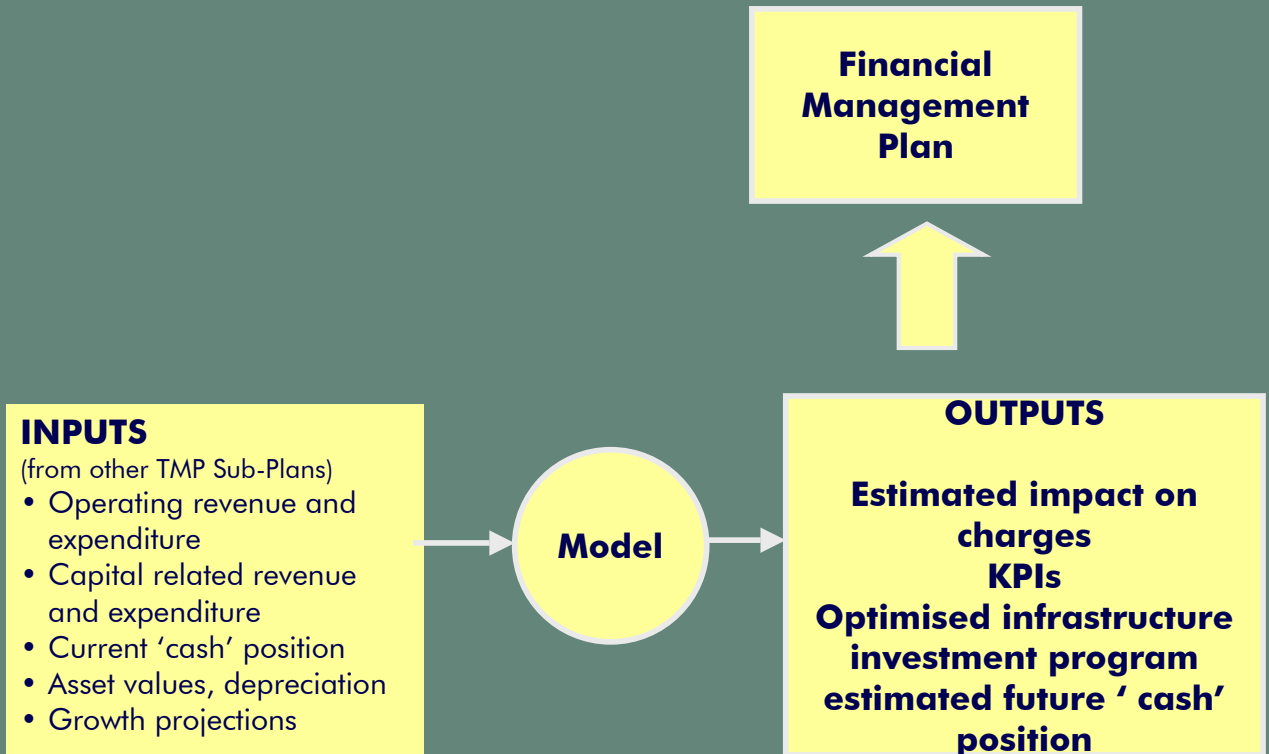 Financial
Management
Plan
INPUTS
(from other TMP Sub-Plans)
• Operating revenue and
expenditure
• Capital related revenue
and expenditure
• Current ‘cash’ position
• Asset values, depreciation
• Growth projections
Model
OUTPUTS
Estimated impact on
charges
KPIs
Optimised infrastructure
investment program
estimated future ‘ cash’
position